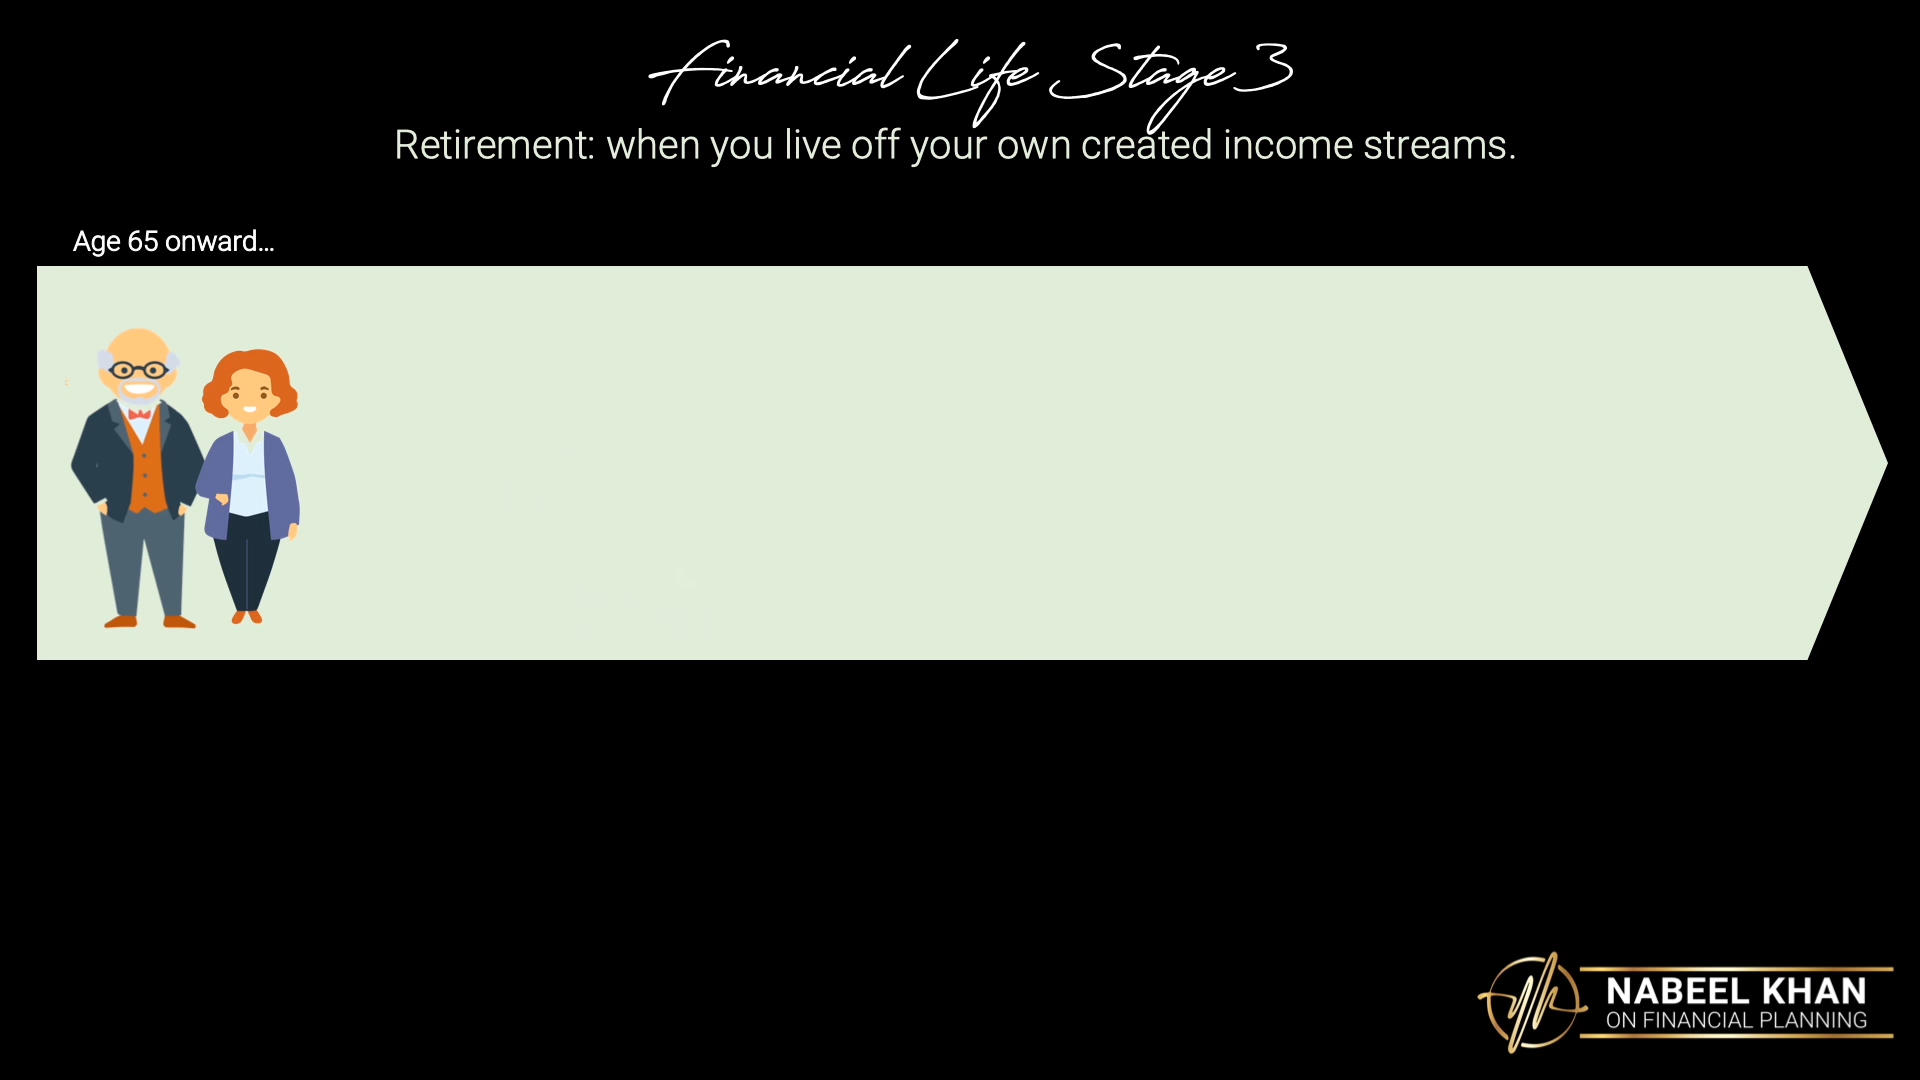 Financial Life Stage 3
Retirement: when you live off your own created income streams.
Age 65 onward...
NABEEL KHAN
ON FINANCIAL PLANNING